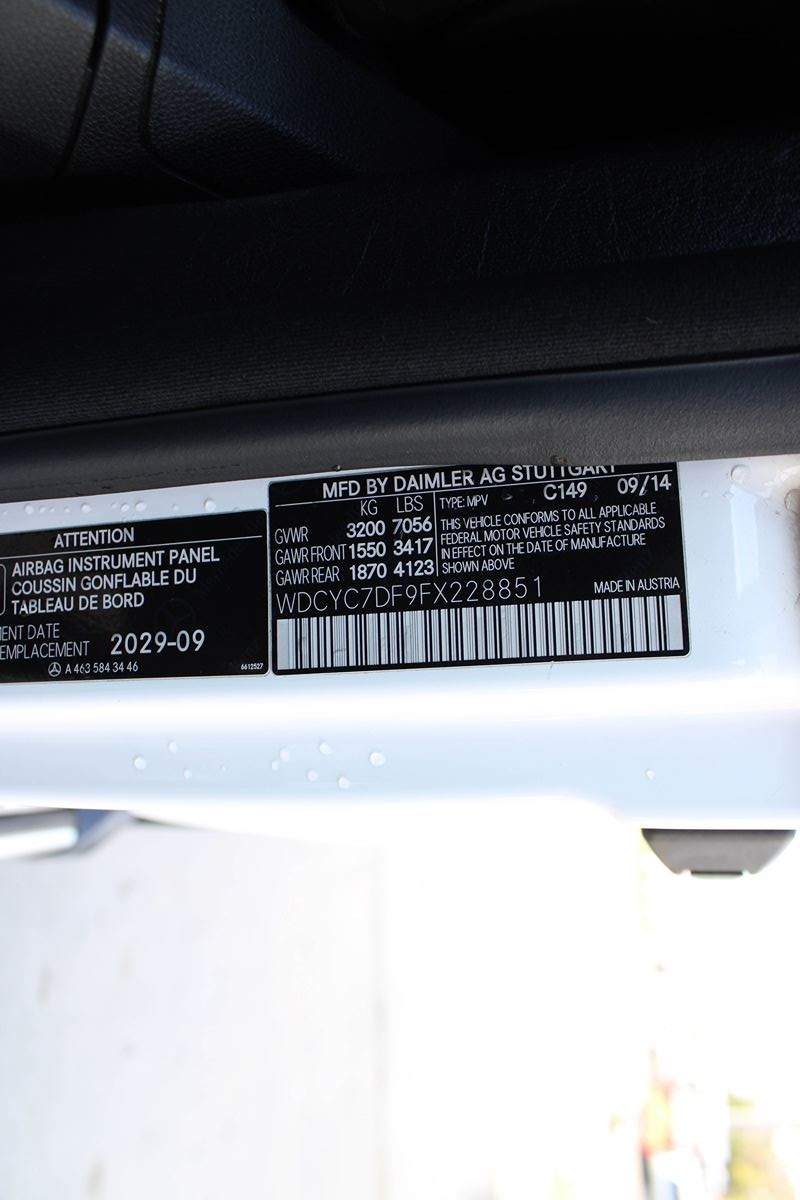 ATTENTION
AIRBAG INSTRUMENT PANEL
COUSSIN GONFLABLE DU
TABLEAU DE BORD
DATE
2029-09
A 463 584 34 46
6612527
MFD BY DAIMLER AG STUTTGART
KG LBS
GVWR 3200 7056
GAWR FRONT 1550 3417
GAWR REAR 1870 4123
TYPE: MPV C149 09/14
THIS VEHICLE CONFORMS TO ALL APPLICABLE
FEDERAL MOTOR VEHICLE SAFETY STANDARDS
IN EFFECT ON THE DATE OF MANUFACTURE
SHOWN ABOVE
WDCYC7DF9FX228851
MADE IN AUSTRIA